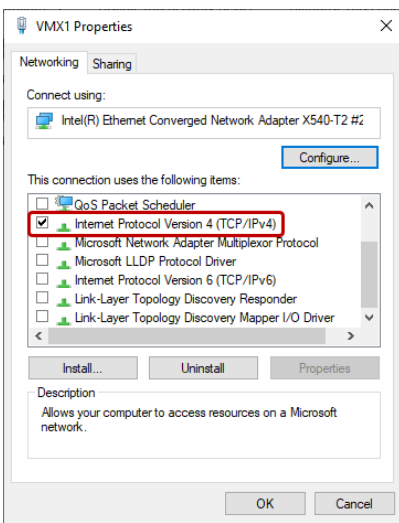 VMX1 Properties
Networking
Sharing
Connect using:
Intel(R) Ethernet Converged Network Adapter X540-T2 #2
Configure...
This connection uses the following items:
QoS Packet Scheduler
Internet Protocol Version 4 (TCP/IPv4)
Microsoft Network Adapter Multiplexor Protocol
Microsoft LLDP Protocol Driver
Internet Protocol Version 6 (TCP/IPv6)
Link-Layer Topology Discovery Responder
Link-Layer Topology Discovery Mapper I/O Driver
Install...
Uninstall
Properties
Description
Allows your computer to access resources on a Microsoft
network.
OK
Cancel